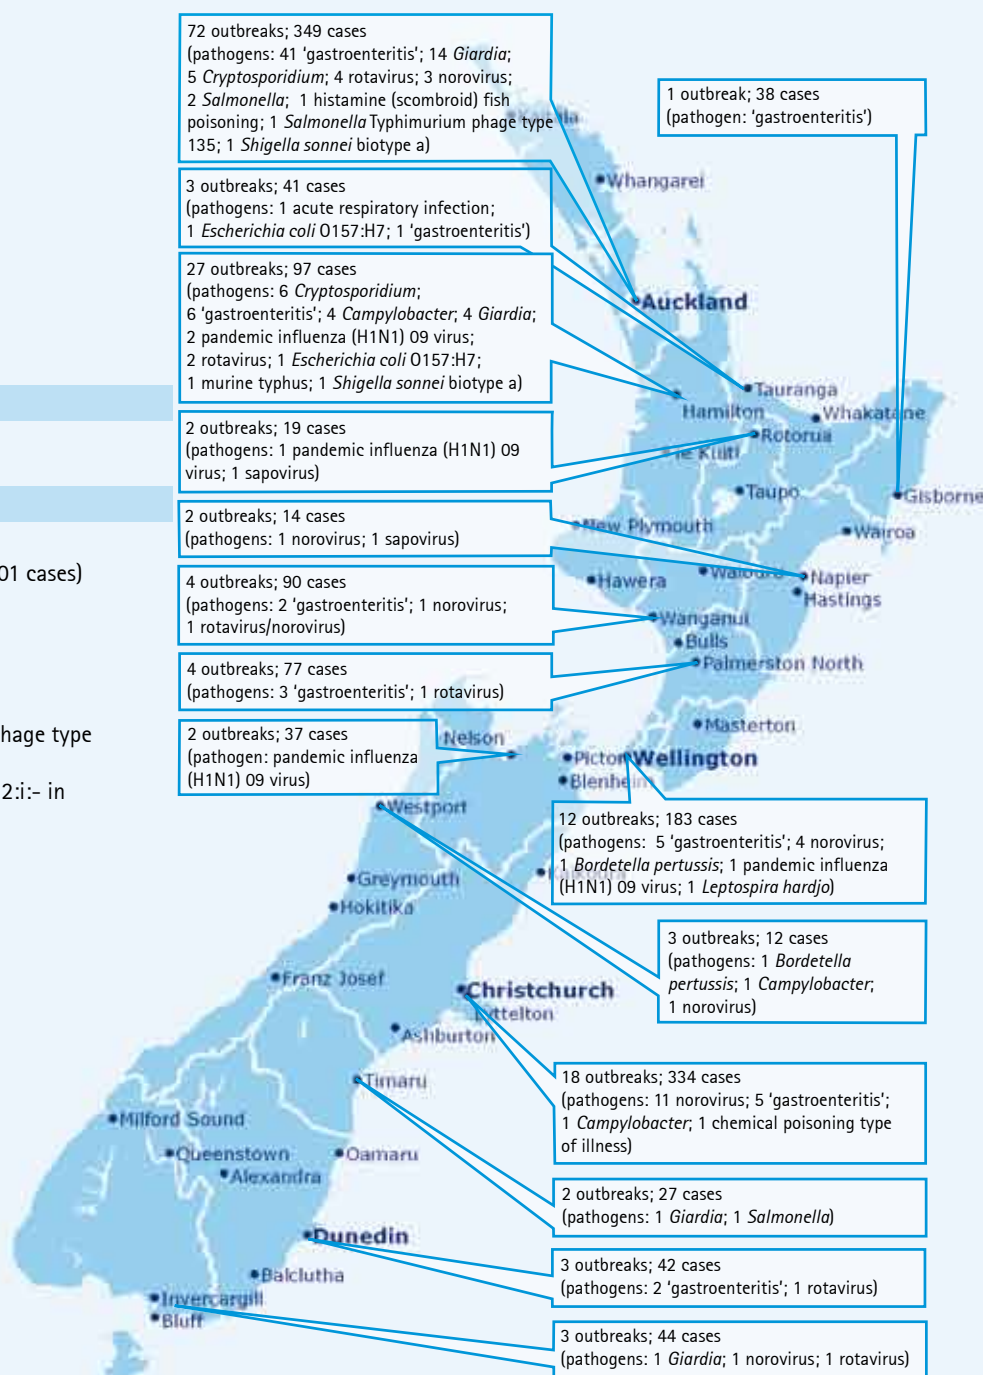 72 outbreaks; 349 cases
(pathogens: 41 ‘gastroenteritis’; 14 Giardia;
5 Cryptosporidium; 4 rotavirus; 3 norovirus;
2 Salmonella; 1 histamine (scombroid) fish
poisoning; 1 Salmonella Typhimurium phage type
135; 1 Shigella sonnei biotype a)
1 outbreak; 38 cases
(pathogen: ‘gastroenteritis’)
3 outbreaks; 41 cases
(pathogens: 1 acute respiratory infection;
1 Escherichia coli O157:H7; 1 ‘gastroenteritis’)
27 outbreaks; 97 cases
(pathogens: 6 Cryptosporidium;
6 ‘gastroenteritis’; 4 Campylobacter; 4 Giardia;
2 pandemic influenza (H1N1) 09 virus;
2 rotavirus; 1 Escherichia coli O157:H7;
1 murine typhus; 1 Shigella sonnei biotype a)
2 outbreaks; 19 cases
(pathogens: 1 pandemic influenza (H1N1) 09
virus; 1 sapovirus)
2 outbreaks; 14 cases
(pathogens: 1 norovirus; 1 sapovirus)
01 cases)
4 outbreaks; 90 cases
(pathogens: 2 ‘gastroenteritis’; 1 norovirus;
1 rotavirus/norovirus)
4 outbreaks; 77 cases
(pathogens: 3 ‘gastroenteritis’; 1 rotavirus)
hage type
2:i:- in
2 outbreaks; 37 cases
(pathogen: pandemic influenza
(H1N1) 09 virus)
12 outbreaks; 183 cases
(pathogens: 5 ‘gastroenteritis’; 4 norovirus;
1 Bordetella pertussis; 1 pandemic influenza
(H1N1) 09 virus; 1 Leptospira hardjo)
3 outbreaks; 12 cases
(pathogens: 1 Bordetella
pertussis; 1 Campylobacter;
1 norovirus)
18 outbreaks; 334 cases
(pathogens: 11 norovirus; 5 ‘gastroenteritis’;
1 Campylobacter; 1 chemical poisoning type
of illness)
2 outbreaks; 27 cases
(pathogens: 1 Giardia; 1 Salmonella)
3 outbreaks; 42 cases
(pathogens: 2 ‘gastroenteritis’; 1 rotavirus)
3 outbreaks; 44 cases
(pathogens: 1 Giardia; 1 norovirus; 1 rotavirus)
Whangarei
Auckland
Tauranga
Hamilton
Whakatane
Rotorua
Te Kuiti
Taupo
Gisborne
New Plymouth
Wairoa
Hawera
Napier
Hastings
Wanganui
Bulls
Palmerston North
Masterton
Nelson
Picton
Wellington
Blenheim
Westport
Kaikoura
Greymouth
Hokitika
Franz Josef
Christchurch
Lyttelton
Ashburton
Timaru
Milford Sound
Queenstown
Oamaru
Alexandra
Dunedin
Balclutha
Invercargill
Bluff